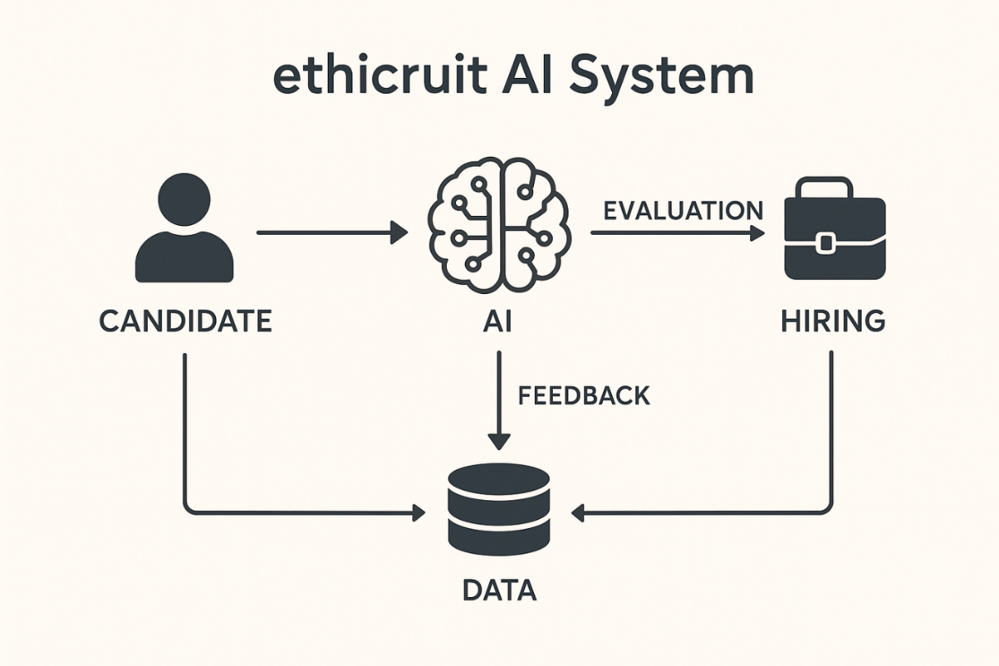 ethicruit AI System
EVALUATION
CANDIDATE
AI
HIRING
FEEDBACK
DATA